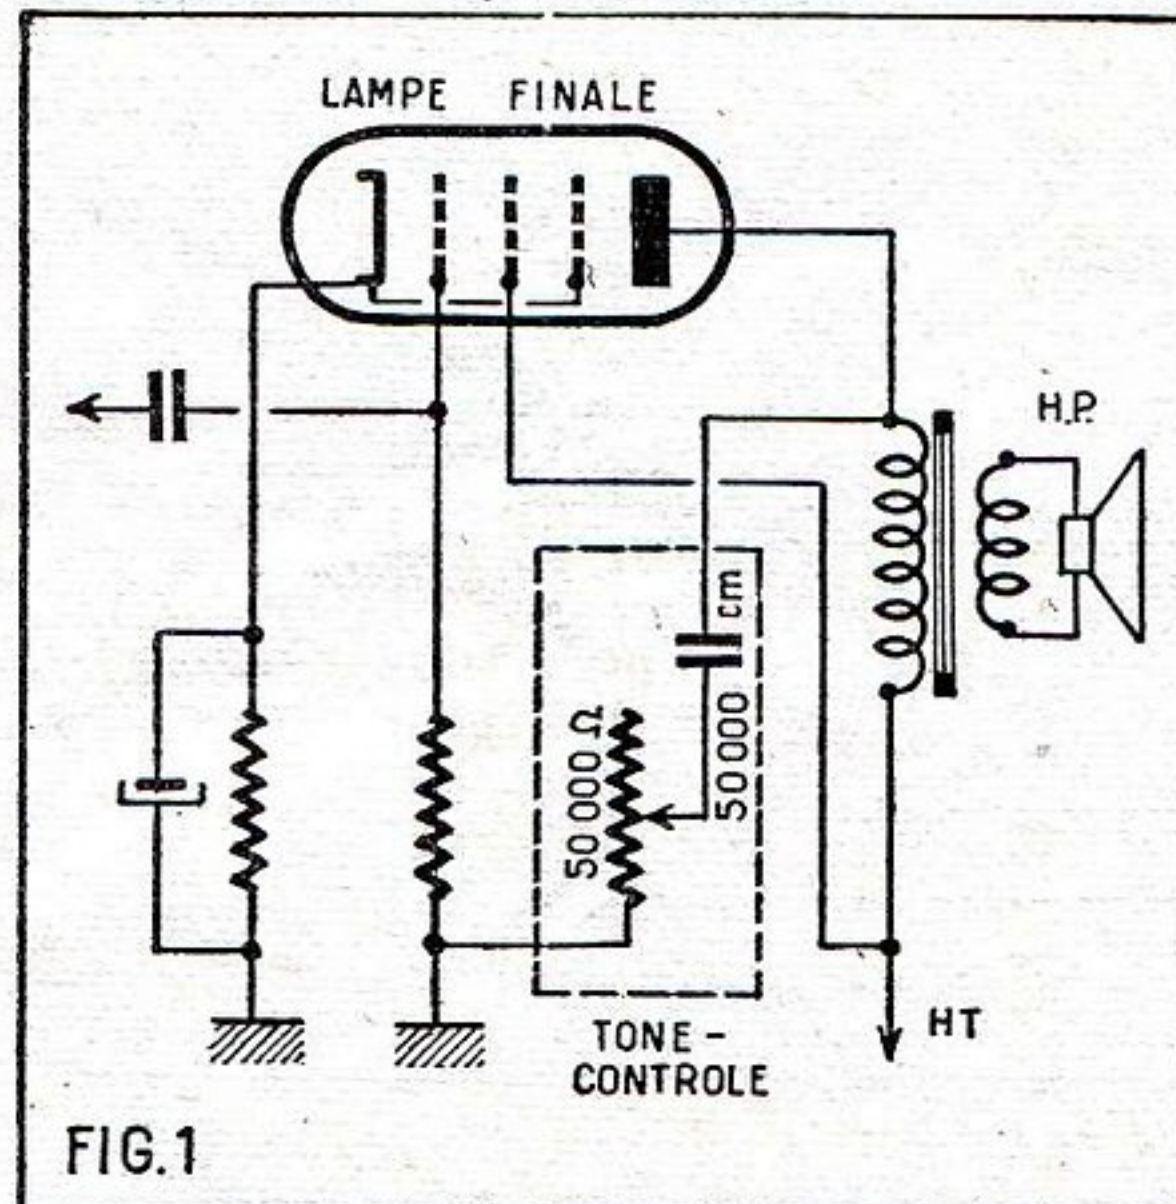 LAMPE FINALE
H.P.
50 000 Ω
50 000 cm
TONE-
CONTROLE
HT
FIG.1